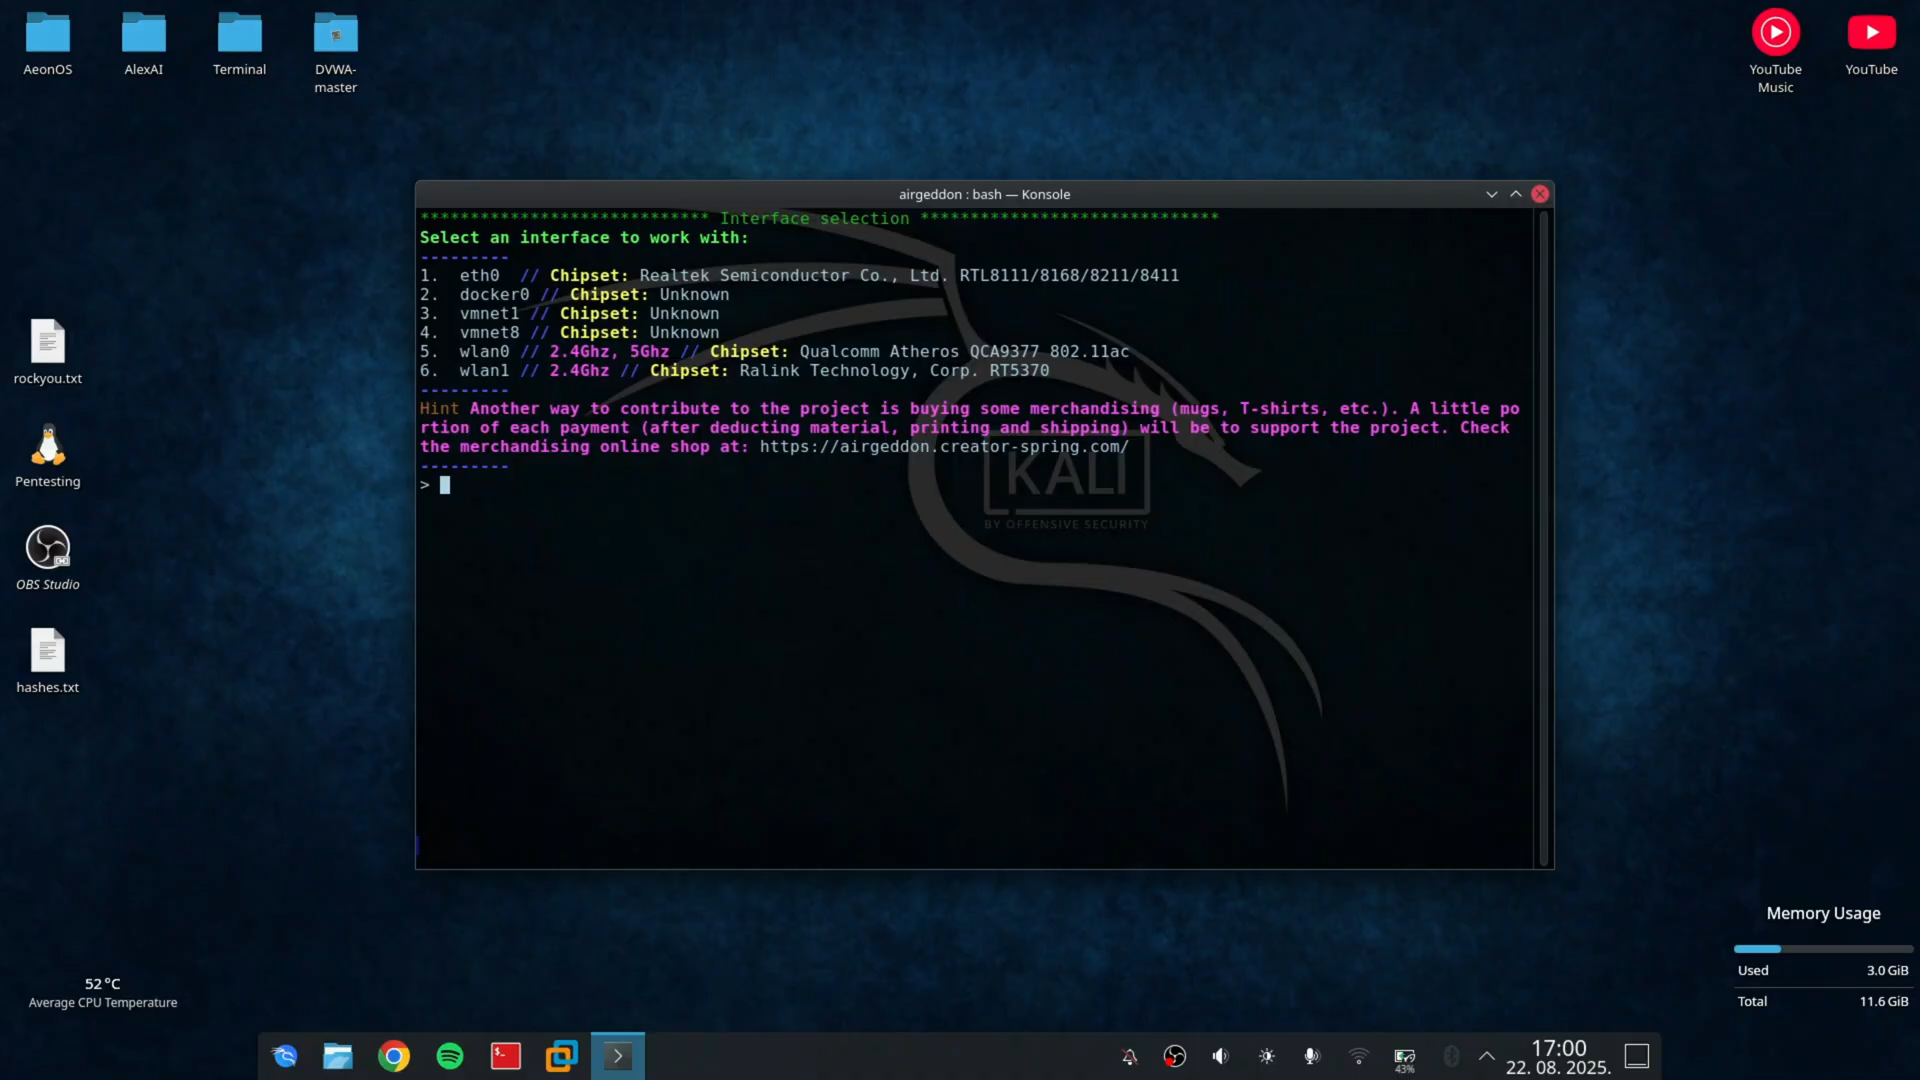 AeonOS
AlexAI
Terminal
DVWA-
master
YouTube
Music
YouTube
airgeddon : bash — Konsole
***************************** Interface selection ******************************
Select an interface to work with:
---------
1.  eth0  // Chipset: Realtek Semiconductor Co., Ltd. RTL8111/8168/8211/8411
2.  docker0 // Chipset: Unknown
3.  vmnet1 // Chipset: Unknown
4.  vmnet8 // Chipset: Unknown
5.  wlan0 // 2.4Ghz, 5Ghz // Chipset: Qualcomm Atheros QCA9377 802.11ac
6.  wlan1 // 2.4Ghz // Chipset: Ralink Technology, Corp. RT5370
---------
Hint Another way to contribute to the project is buying some merchandising (mugs, T-shirts, etc.). A little po
rtion of each payment (after deducting material, printing and shipping) will be to support the project. Check
the merchandising online shop at: https://airgeddon.creator-spring.com/
---------
>
KALI
BY OFFENSIVE SECURITY
rockyou.txt
Pentesting
OBS Studio
hashes.txt
Memory Usage
Used 3.0 GiB
Total 11.6 GiB
52 °C
Average CPU Temperature
$-
43%
17:00
22. 08. 2025.